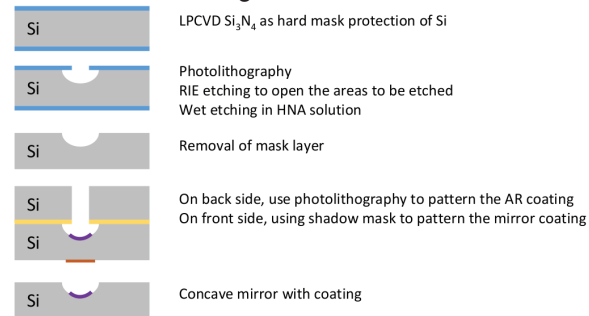 Si
LPCVD Si₃N₄ as hard mask protection of Si
Si
Photolithography
RIE etching to open the areas to be etched
Wet etching in HNA solution
Si
Removal of mask layer
Si
On back side, use photolithography to pattern the AR coating
On front side, using shadow mask to pattern the mirror coating
Si
Si
Concave mirror with coating